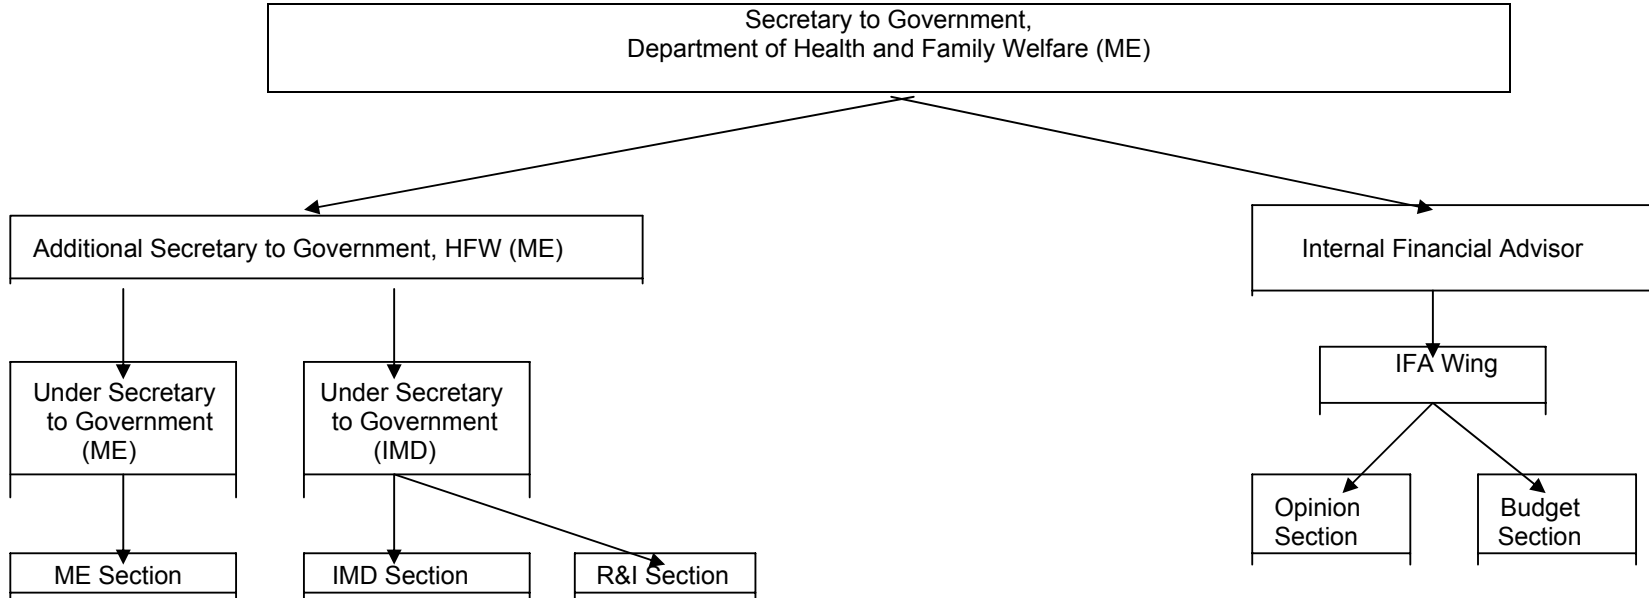 Secretary to Government,
Department of Health and Family Welfare (ME)
Additional Secretary to Government, HFW (ME)
Internal Financial Advisor
Under Secretary
to Government
(ME)
Under Secretary
to Government
(IMD)
IFA Wing
Opinion
Section
Budget
Section
ME Section
IMD Section
R&I Section